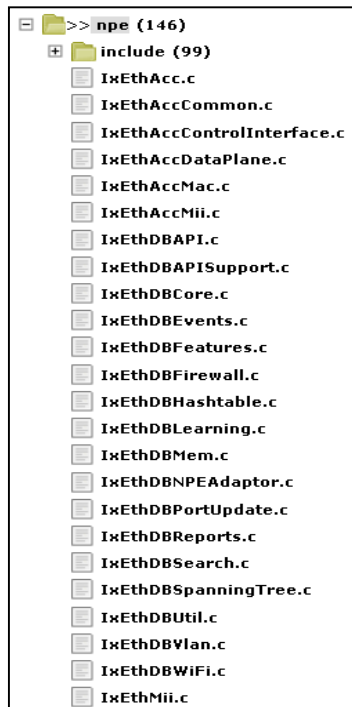 >> npe (146)
include (99)
IxEthAcc.c
IxEthAccCommon.c
IxEthAccControlInterface.c
IxEthAccDataPlane.c
IxEthAccMac.c
IxEthAccMii.c
IxEthDBAPI.c
IxEthDBAPISupport.c
IxEthDBCore.c
IxEthDBEvents.c
IxEthDBFeatures.c
IxEthDBFirewall.c
IxEthDBHashtable.c
IxEthDBLearning.c
IxEthDBMem.c
IxEthDBNPEAdaptor.c
IxEthDBPortUpdate.c
IxEthDBReports.c
IxEthDBSearch.c
IxEthDBSpanningTree.c
IxEthDBUtil.c
IxEthDBVlan.c
IxEthDBWiFi.c
IxEthMii.c